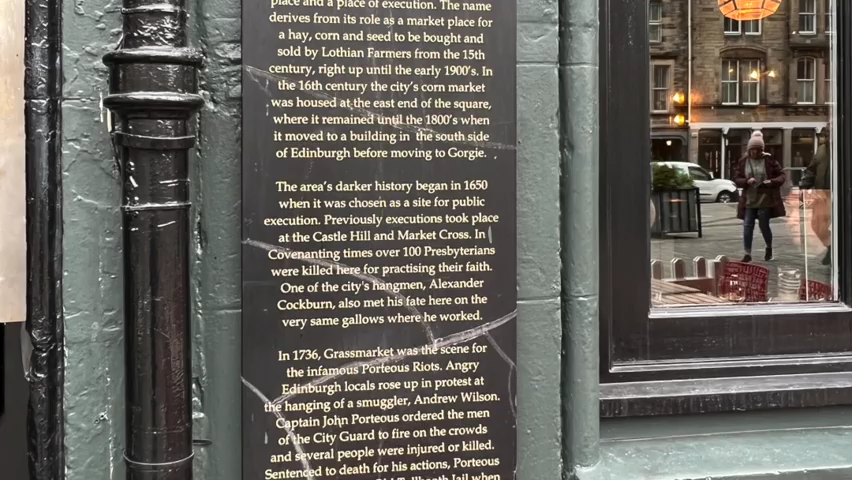 place and a place of execution. The name
derives from its role as a market place for
a hay, corn and seed to be bought and
sold by Lothian Farmers from the 15th
century, right up until the early 1900's. In
the 16th century the city's corn market
was housed at the east end of the square,
where it remained until the 1800's when
it moved to a building in the south side
of Edinburgh before moving to Gorgie.
The area's darker history began in 1650
when it was chosen as a site for public
execution. Previously executions took place
at the Castle Hill and Market Cross. In
Covenanting times over 100 Presbyterians
were killed here for practising their faith.
One of the city's hangmen, Alexander
Cockburn, also met his fate here on the
very same gallows where he worked.
In 1736, Grassmarket was the scene for
the infamous Porteous Riots. Angry
Edinburgh locals rose up in protest at
the hanging of a smuggler, Andrew Wilson.
Captain John Porteous ordered the men
of the City Guard to fire on the crowds
and several people were injured or killed.
Sentenced to death for his actions, Porteous
Jail when